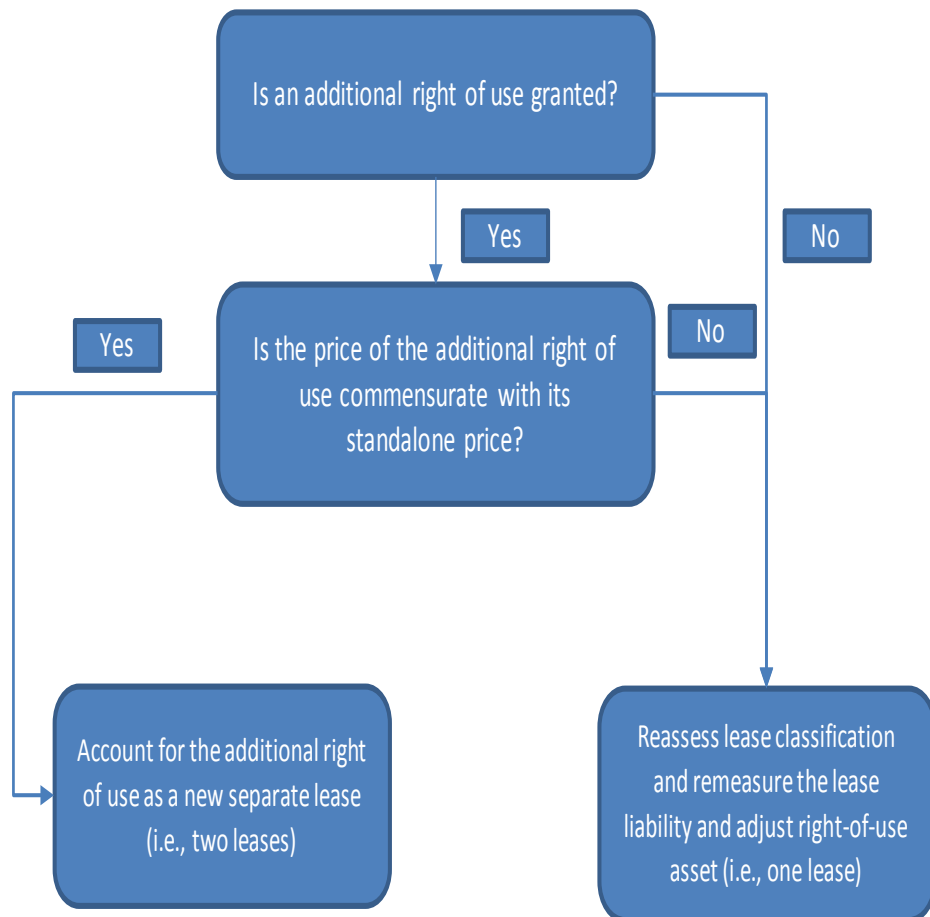 Is an additional right of use granted?
Yes
No
Yes
Is the price of the additional right of
use commensurate with its
standalone price?
No
Account for the additional right
of use as a new separate lease
(i.e., two leases)
Reassess lease classification
and remeasure the lease
liability and adjust right-of-use
asset (i.e., one lease)